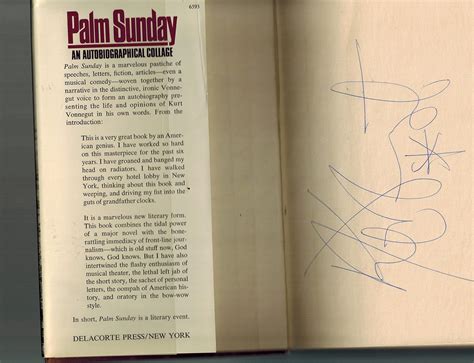 6393
Palm Sunday
AN AUTOBIOGRAPHICAL COLLAGE
Palm Sunday is a marvelous pastiche of
speeches, letters, fiction, articles—even a
musical comedy—woven together by a
narrative in the distinctive, ironic Vonne-
gut voice to form an autobiography pre-
senting the life and opinions of Kurt
Vonnegut in his own words. From the
introduction:
This is a very great book by an Amer-
ican genius. I have worked so hard
on this masterpiece for the past six
years. I have groaned and banged my
head on radiators. I have walked
through every hotel lobby in New
York, thinking about this book and
weeping, and driving my fist into the
guts of grandfather clocks.
It is a marvelous new literary form.
This book combines the tidal power
of a major novel with the bone-
rattling immediacy of front-line jour-
nalism—which is old stuff now, God
knows, God knows. But I have also
intertwined the flashy enthusiasm of
musical theater, the lethal left jab of
the short story, the sachet of personal
letters, the oompah of American his-
tory, and oratory in the bow-wow
style.
In short, Palm Sunday is a literary event.
DELACORTE PRESS/NEW YORK